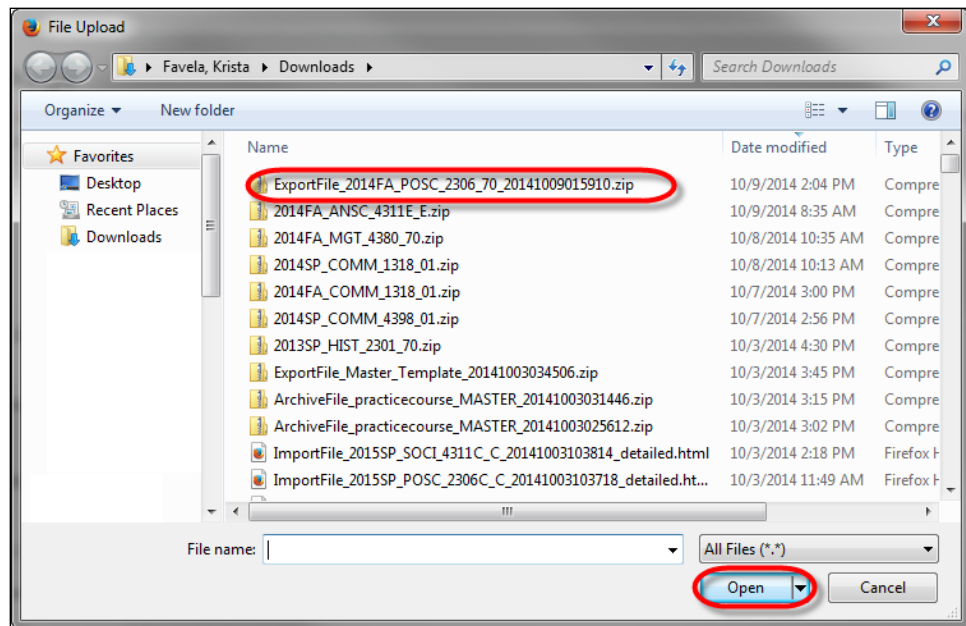 File Upload
Favela, Krista Downloads Search Downloads
Organize New folder
Name Date modified Type
Favorites
Desktop
Recent Places
Downloads
ExportFile_2014FA_POSC_2306_70_20141009015910.zip 10/9/2014 2:04 PM Compre
2014FA_ANSC_4311E_E.zip 10/9/2014 8:35 AM Compre
2014FA_MGT_4380_70.zip 10/8/2014 10:35 AM Compre
2014SP_COMM_1318_01.zip 10/8/2014 10:13 AM Compre
2014FA_COMM_1318_01.zip 10/7/2014 3:00 PM Compre
2014SP_COMM_4398_01.zip 10/7/2014 2:56 PM Compre
2013SP_HIST_2301_70.zip 10/3/2014 4:30 PM Compre
ExportFile_Master_Template_20141003034506.zip 10/3/2014 3:45 PM Compre
ArchiveFile_practicecourse_MASTER_20141003031446.zip 10/3/2014 3:15 PM Compre
ArchiveFile_practicecourse_MASTER_20141003025612.zip 10/3/2014 3:02 PM Compre
ImportFile_2015SP_SOCI_4311C_C_20141003103814_detailed.html 10/3/2014 2:18 PM Firefox H
ImportFile_2015SP_POSC_2306C_C_20141003103718_detailed.ht... 10/3/2014 11:49 AM Firefox H
File name: All Files (*.*)
Open Cancel